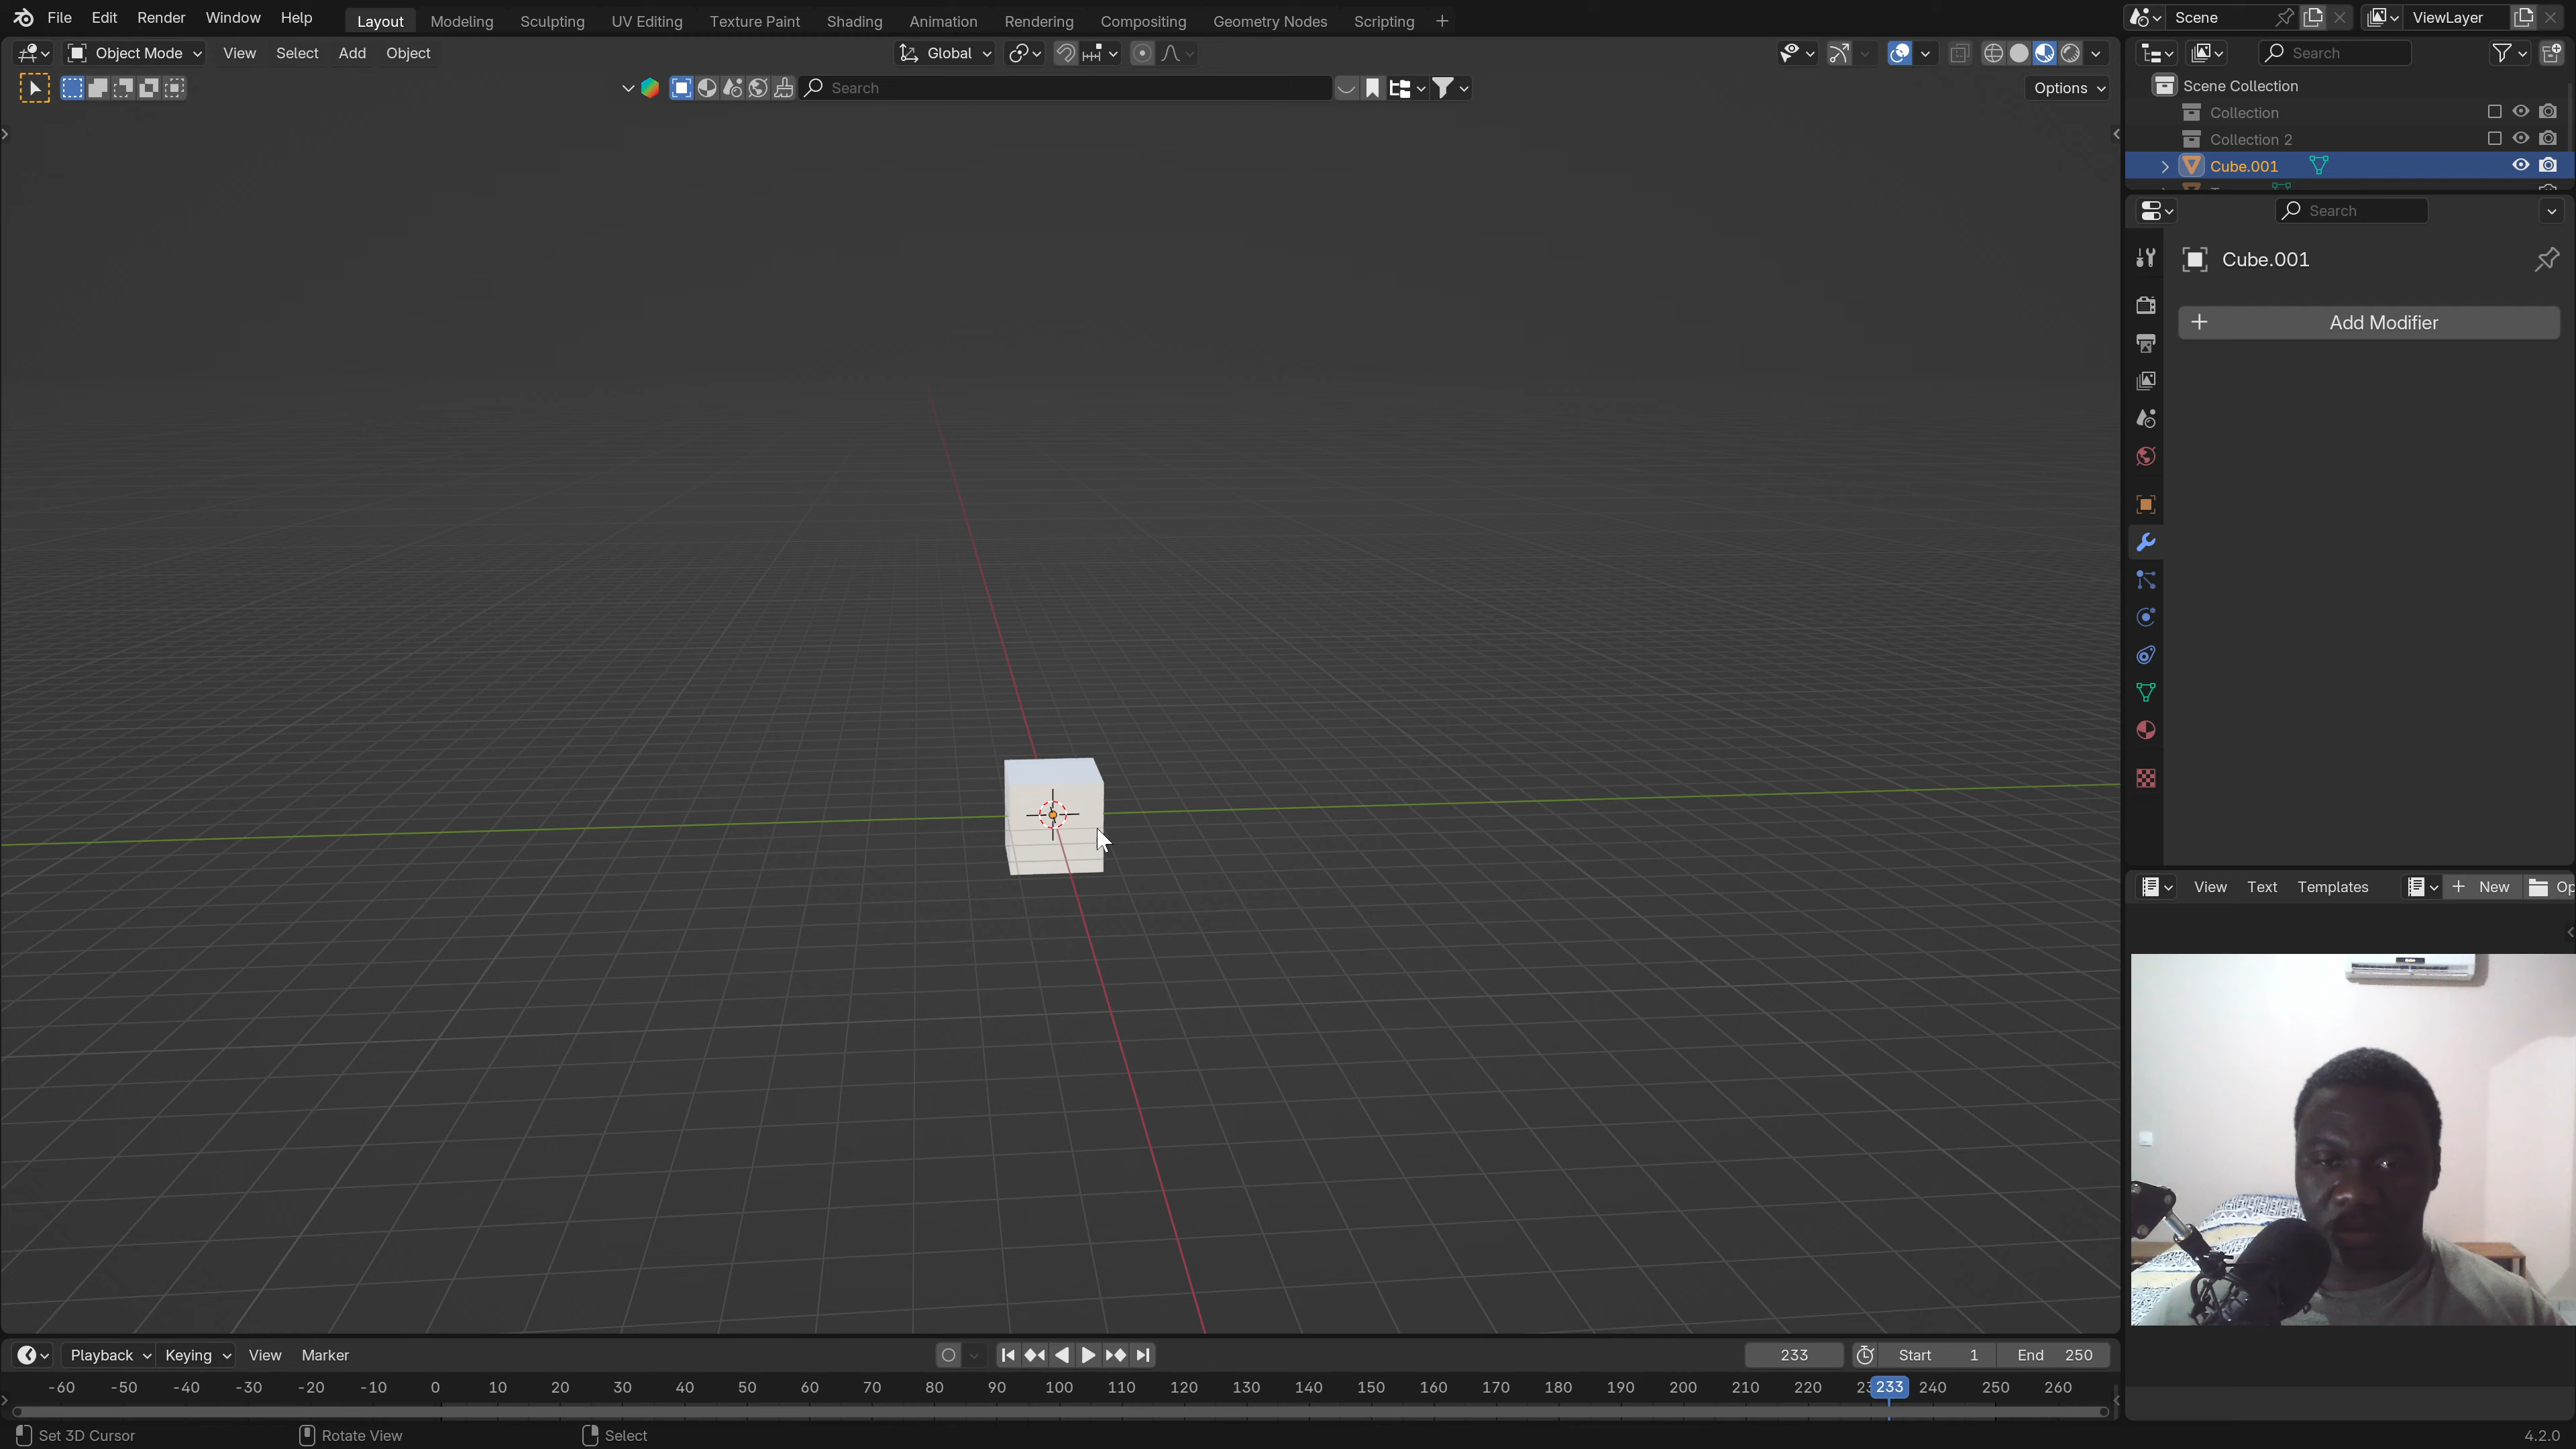 File Edit Render Window Help Layout Modeling Sculpting UV Editing Texture Paint Shading Animation Rendering Compositing Geometry Nodes Scripting Scene ViewLayer
Object Mode View Select Add Object Global Search
Search Options
Scene Collection
Collection
Collection 2
Cube.001
Search
Cube.001
Add Modifier
View Text Templates New Op
Playback Keying View Marker 233 Start 1 End 250
-60 -50 -40 -30 -20 -10 0 10 20 30 40 50 60 70 80 90 100 110 120 130 140 150 160 170 180 190 200 210 220 233 240 250 260
Set 3D Cursor Rotate View Select 4.2.0